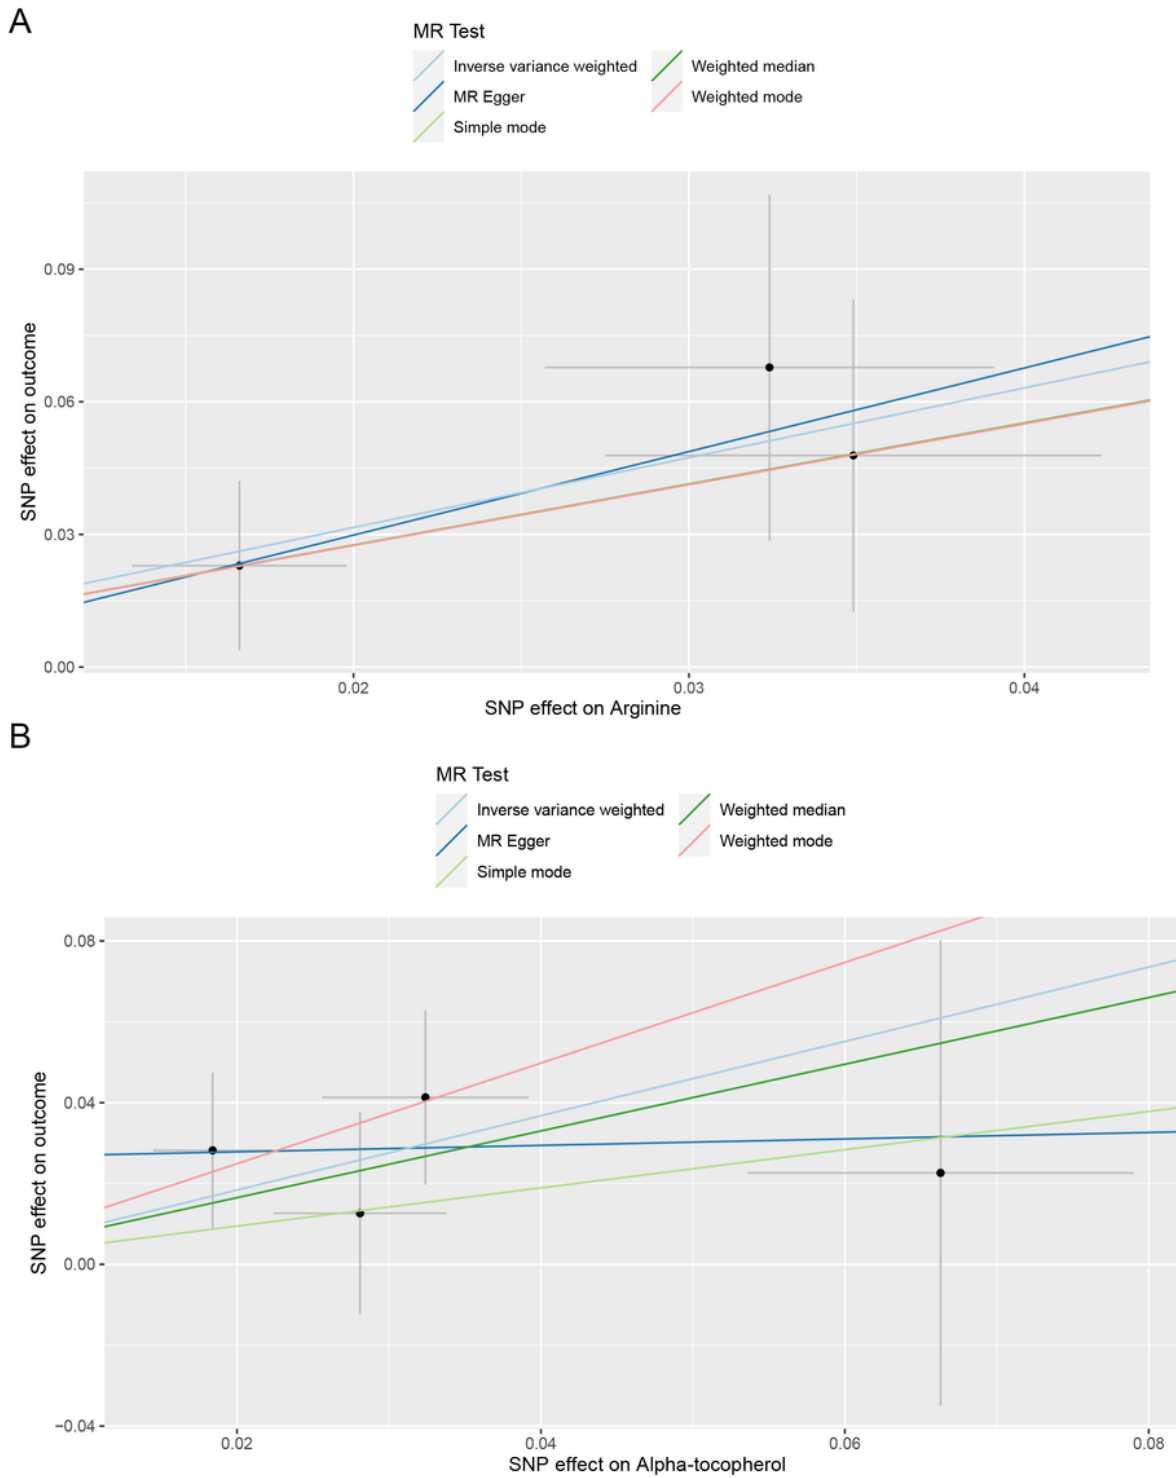 A
MR Test
Inverse variance weighted
Weighted median
MR Egger
Weighted mode
Simple mode
0.09
0.06
0.03
0.00
SNP effect on outcome
0.02
0.03
0.04
SNP effect on Arginine
B
MR Test
Inverse variance weighted
Weighted median
MR Egger
Weighted mode
Simple mode
0.08
0.04
0.00
−0.04
SNP effect on outcome
0.02
0.04
0.06
0.08
SNP effect on Alpha-tocopherol